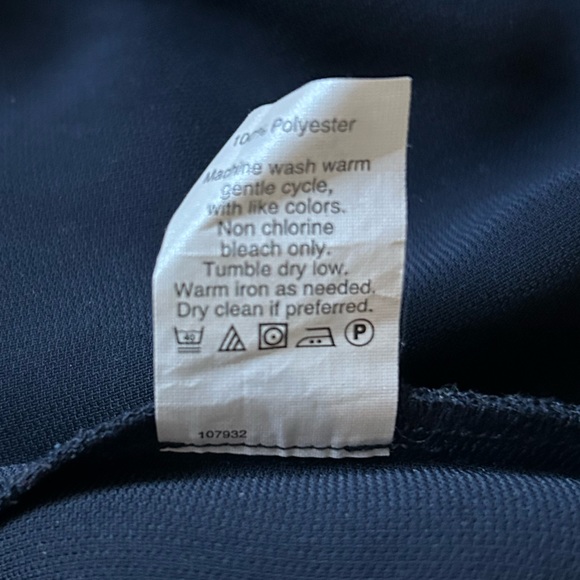 100% Polyester
Machine wash warm
gentle cycle,
with like colors.
Non chlorine
bleach only.
Tumble dry low.
Warm iron as needed.
Dry clean if preferred.
40 P
107932